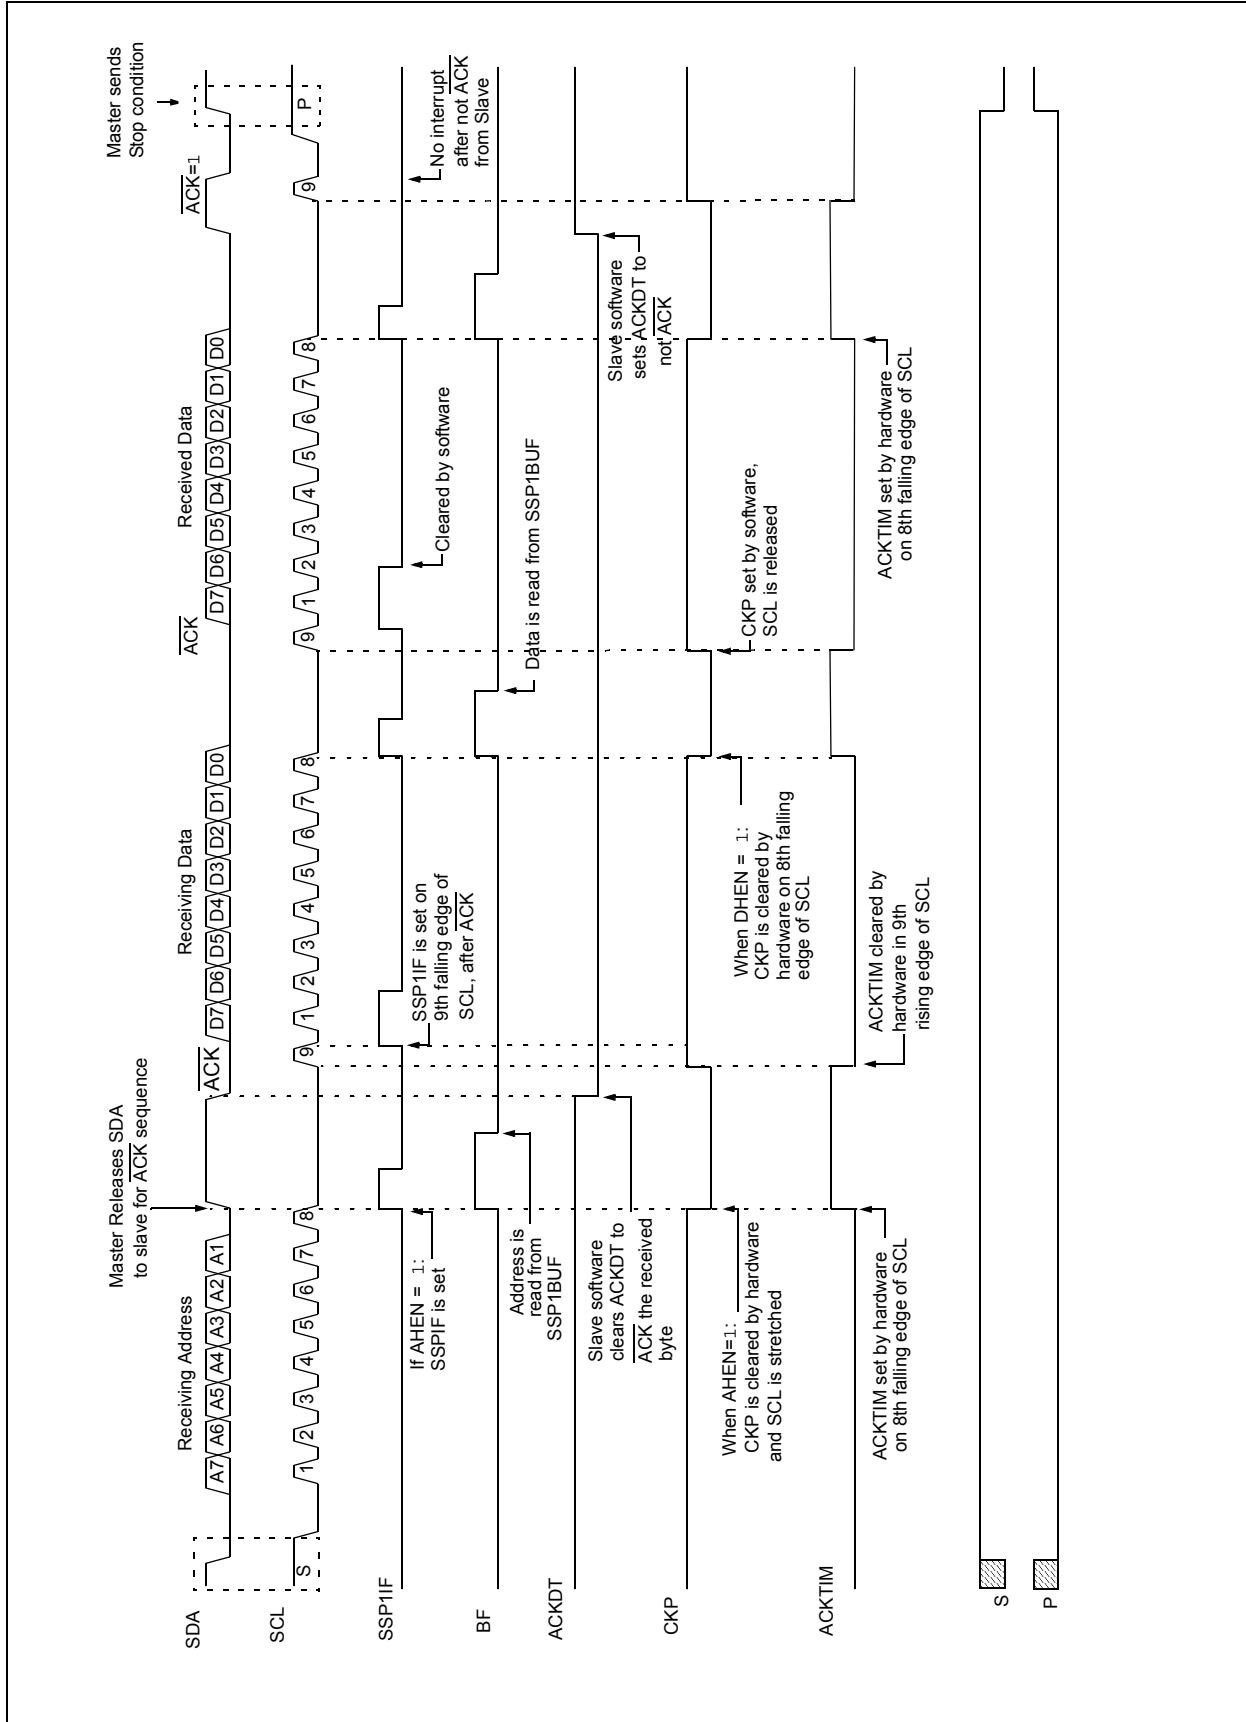 Master Releases SDA
to slave for ACK sequence
Master sends
Stop condition
Receiving Address
Receiving Data
Received Data
ACK
ACK
ACK=1
SDA
A7 A6 A5 A4 A3 A2 A1
D7 D6 D5 D4 D3 D2 D1 D0
D7 D6 D5 D4 D3 D2 D1 D0
SCL
S
1 2 3 4 5 6 7 8 9
1 2 3 4 5 6 7 8 9
1 2 3 4 5 6 7 8 9
P
SSP1IF
If AHEN = 1:
SSPIF is set
SSP1IF is set on
9th falling edge of
SCL, after ACK
Cleared by software
No interrupt
after not ACK
from Slave
BF
Address is
read from
SSP1BUF
Data is read from SSP1BUF
ACKDT
Slave software
clears ACKDT to
ACK the received
byte
Slave software
sets ACKDT to
not ACK
CKP
When AHEN=1:
CKP is cleared by hardware
and SCL is stretched
When DHEN = 1:
CKP is cleared by
hardware on 8th falling
edge of SCL
CKP set by software,
SCL is released
ACKTIM
ACKTIM set by hardware
on 8th falling edge of SCL
ACKTIM cleared by
hardware in 9th
rising edge of SCL
ACKTIM set by hardware
on 8th falling edge of SCL
S
P